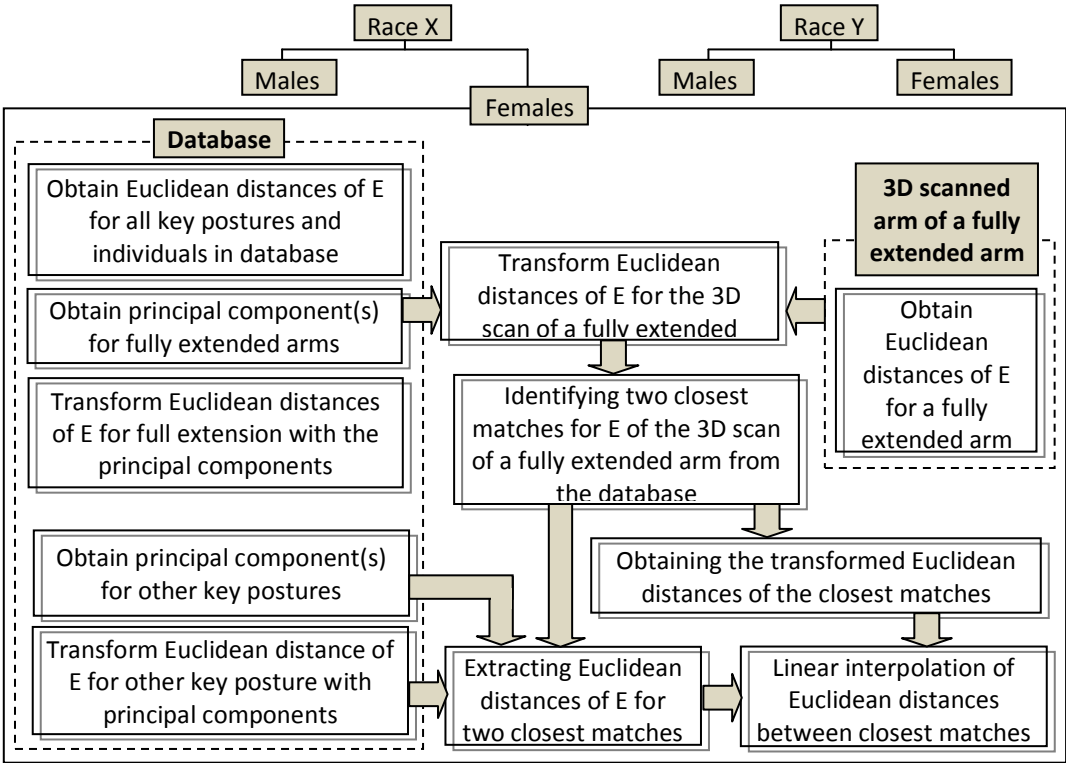 Race X
Race Y
Males
Females
Males
Females
Database
Obtain Euclidean distances of E
for all key postures and
individuals in database
Obtain principal component(s)
for fully extended arms
Transform Euclidean distances
of E for full extension with the
principal components
Obtain principal component(s)
for other key postures
Transform Euclidean distance of
E for other key posture with
principal components
Transform Euclidean
distances of E for the 3D
scan of a fully extended
Identifying two closest
matches for E of the 3D scan
of a fully extended arm from
the database
3D scanned
arm of a fully
extended arm
Obtain
Euclidean
distances of E
for a fully
extended arm
Obtaining the transformed Euclidean
distances of the closest matches
Extracting Euclidean
distances of E for
two closest matches
Linear interpolation of
Euclidean distances
between closest matches